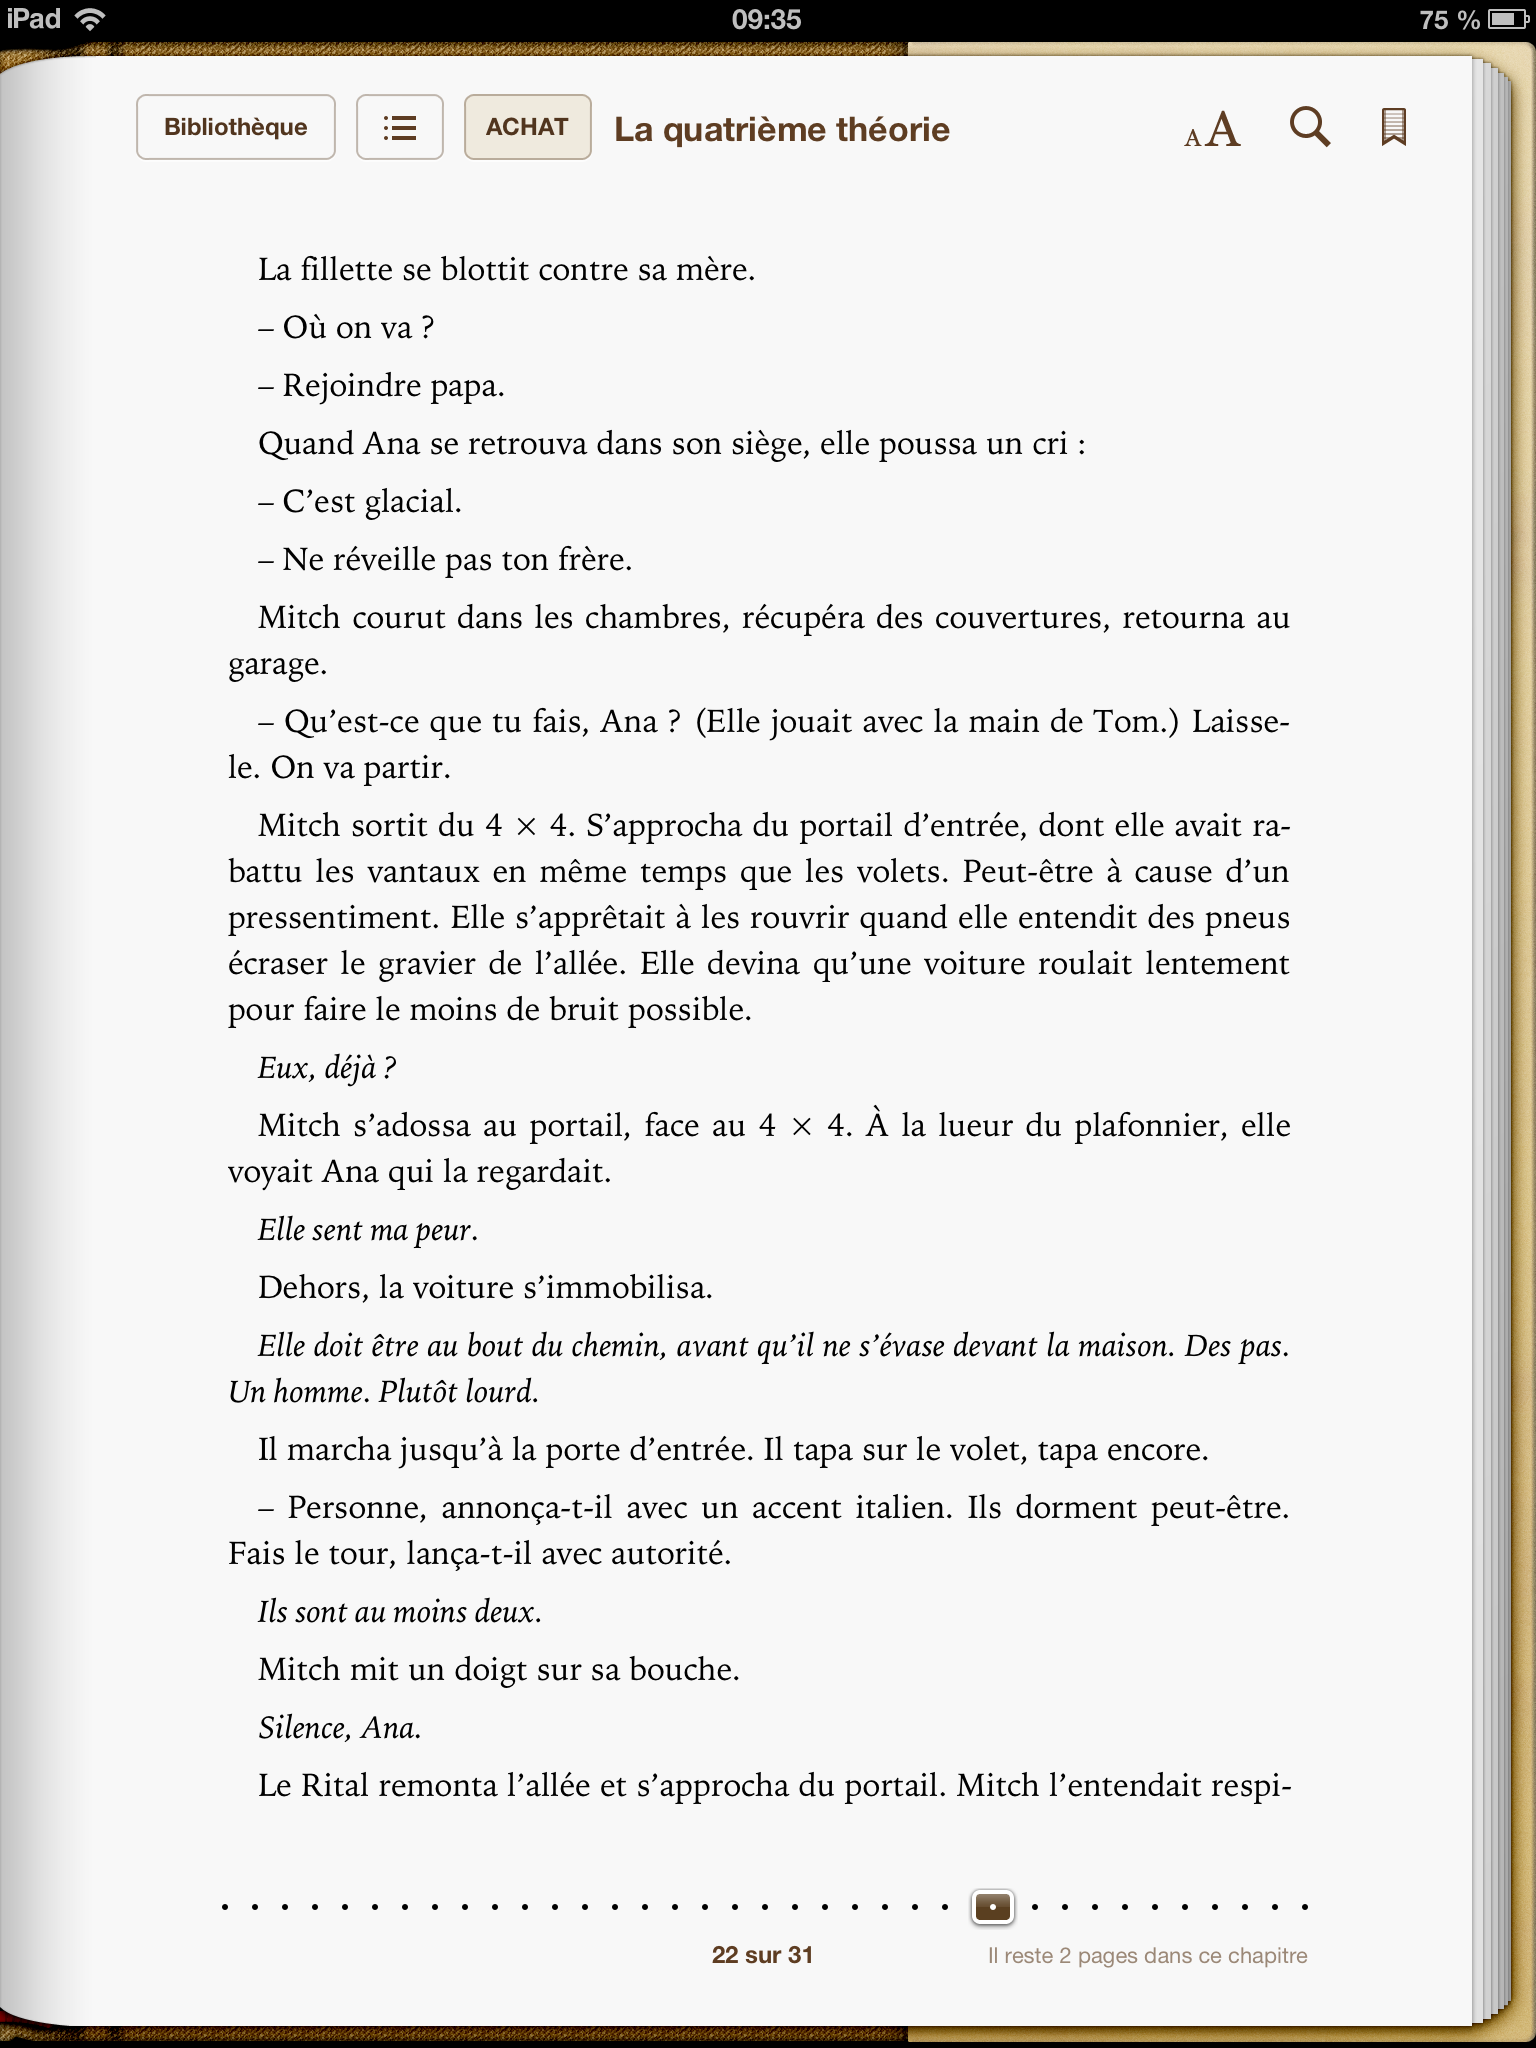 iPad 09:35 75 %
Bibliothèque ACHAT La quatrième théorie AA
La fillette se blottit contre sa mère.
– Où on va ?
– Rejoindre papa.
Quand Ana se retrouva dans son siège, elle poussa un cri :
– C’est glacial.
– Ne réveille pas ton frère.
Mitch courut dans les chambres, récupéra des couvertures, retourna au
garage.
– Qu’est-ce que tu fais, Ana ? (Elle jouait avec la main de Tom.) Laisse-
le. On va partir.
Mitch sortit du 4 × 4. S’approcha du portail d’entrée, dont elle avait ra-
battu les vantaux en même temps que les volets. Peut-être à cause d’un
pressentiment. Elle s’apprêtait à les rouvrir quand elle entendit des pneus
écraser le gravier de l’allée. Elle devina qu’une voiture roulait lentement
pour faire le moins de bruit possible.
Eux, déjà ?
Mitch s’adossa au portail, face au 4 × 4. À la lueur du plafonnier, elle
voyait Ana qui la regardait.
Elle sent ma peur.
Dehors, la voiture s’immobilisa.
Elle doit être au bout du chemin, avant qu’il ne s’évase devant la maison. Des pas.
Un homme. Plutôt lourd.
Il marcha jusqu’à la porte d’entrée. Il tapa sur le volet, tapa encore.
– Personne, annonça-t-il avec un accent italien. Ils dorment peut-être.
Fais le tour, lança-t-il avec autorité.
Ils sont au moins deux.
Mitch mit un doigt sur sa bouche.
Silence, Ana.
Le Rital remonta l’allée et s’approcha du portail. Mitch l’entendait respi-
22 sur 31 Il reste 2 pages dans ce chapitre